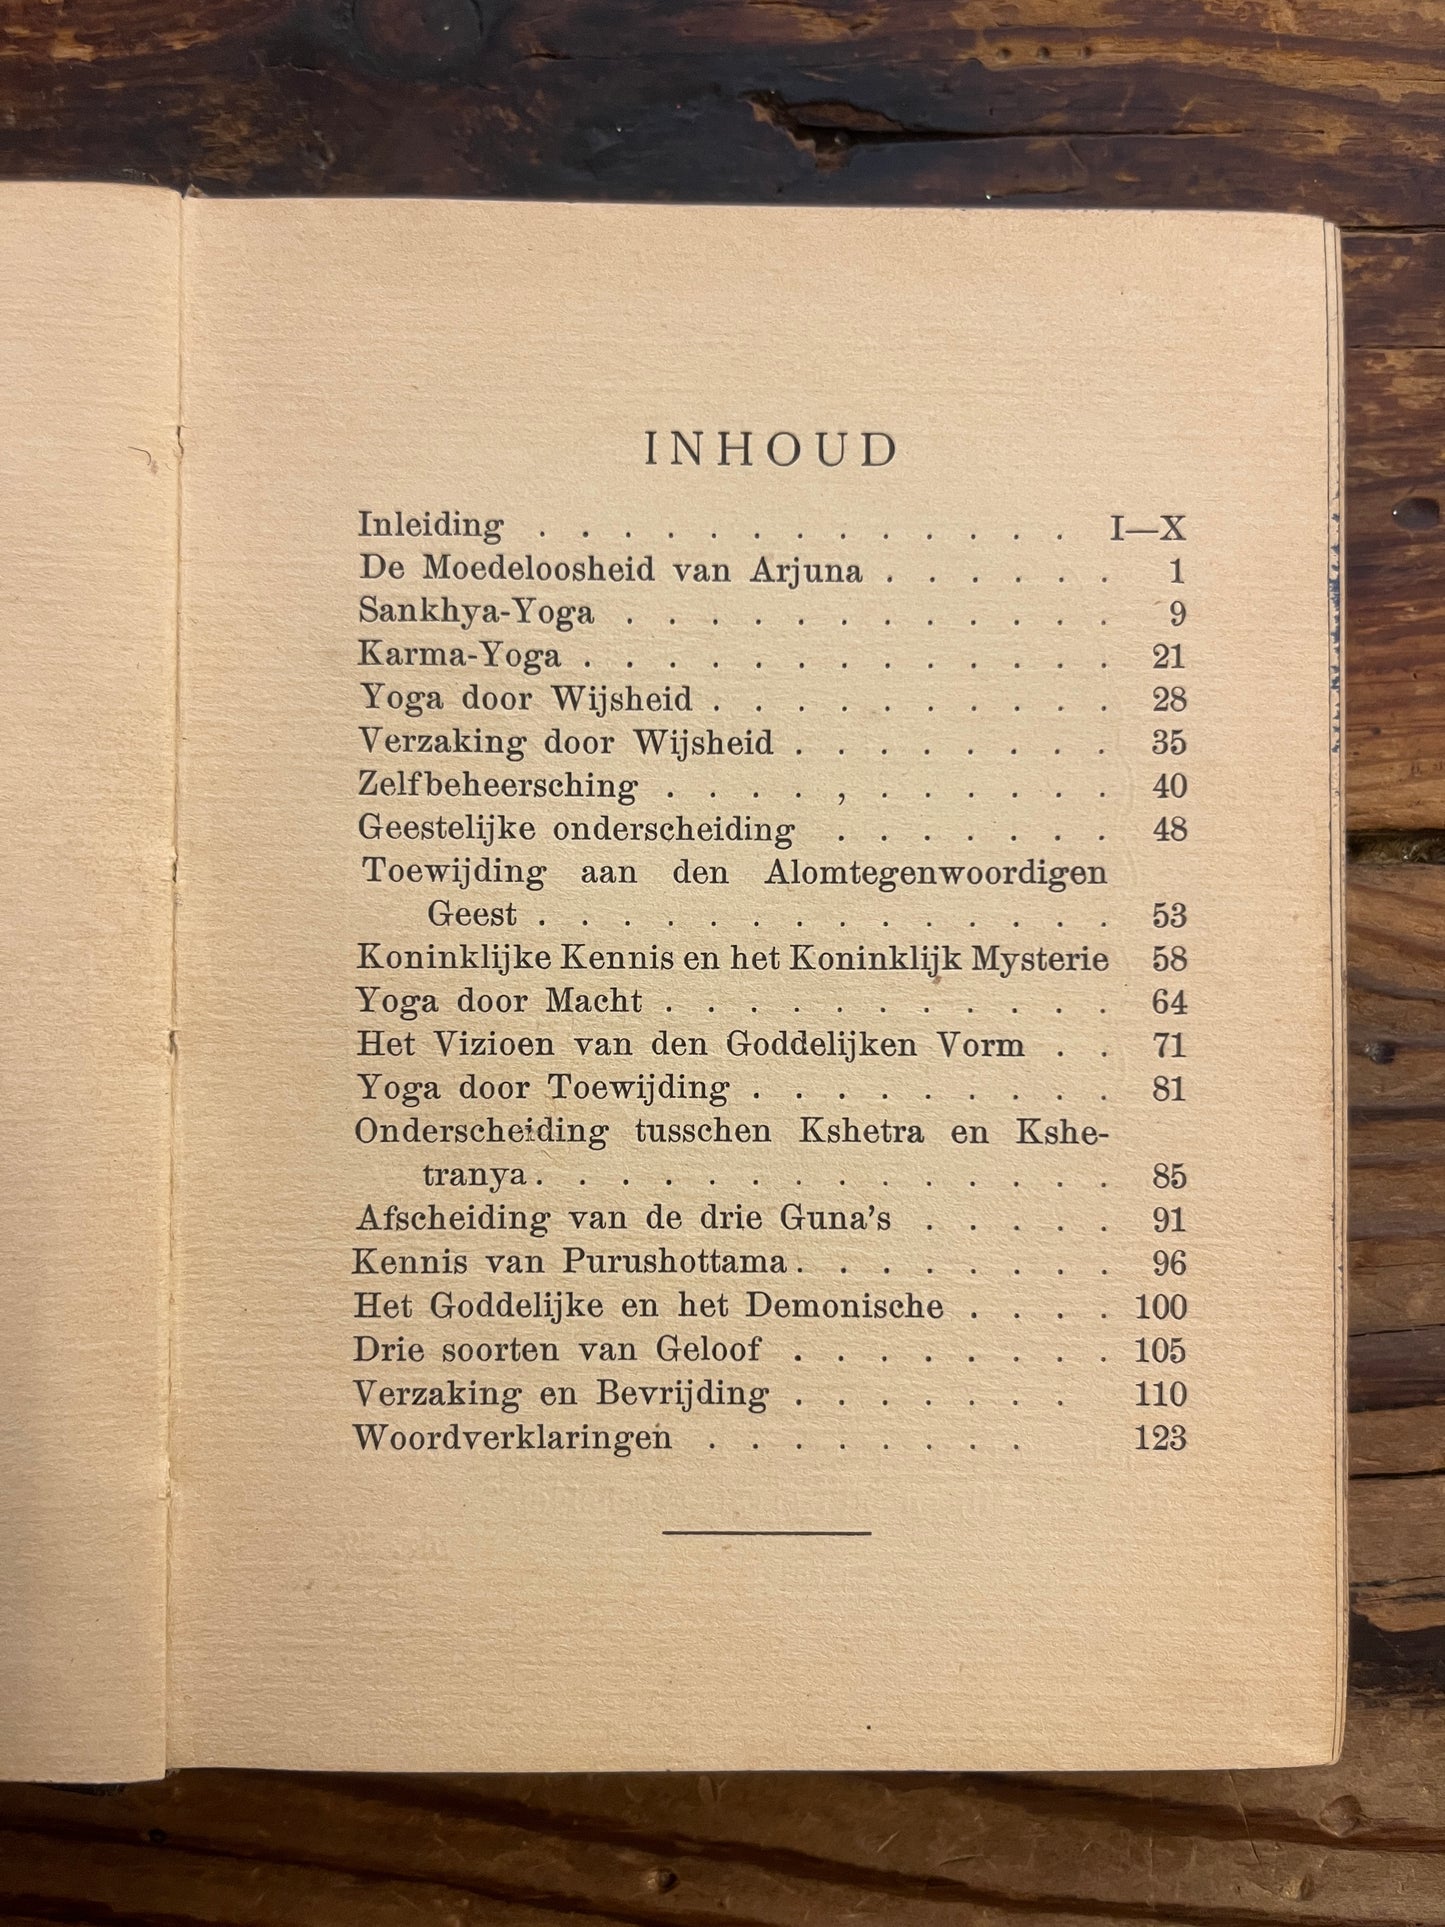 INHOUD
Inleiding . . . . . . . . . . . . . I—X
De Moedeloosheid van Arjuna . . . . . . 1
Sankhya-Yoga . . . . . . . . . . . . 9
Karma-Yoga . . . . . . . . . . . . . 21
Yoga door Wijsheid . . . . . . . . . . 28
Verzaking door Wijsheid . . . . . . . . 35
Zelfbeheersching . . . . , . . . . . . 40
Geestelijke onderscheiding . . . . . . . 48
Toewijding aan den Alomtegenwoordigen
Geest . . . . . . . . . . . . . . 53
Koninklijke Kennis en het Koninklijk Mysterie 58
Yoga door Macht . . . . . . . . . . . 64
Het Vizioen van den Goddelijken Vorm . . 71
Yoga door Toewijding . . . . . . . . . 81
Onderscheiding tusschen Kshetra en Kshe-
tranya . . . . . . . . . . . . . . 85
Afscheiding van de drie Guna's . . . . . 91
Kennis van Purushottama . . . . . . . . 96
Het Goddelijke en het Demonische . . . . 100
Drie soorten van Geloof . . . . . . . . 105
Verzaking en Bevrijding . . . . . . . 110
Woordverklaringen . . . . . . . . 123